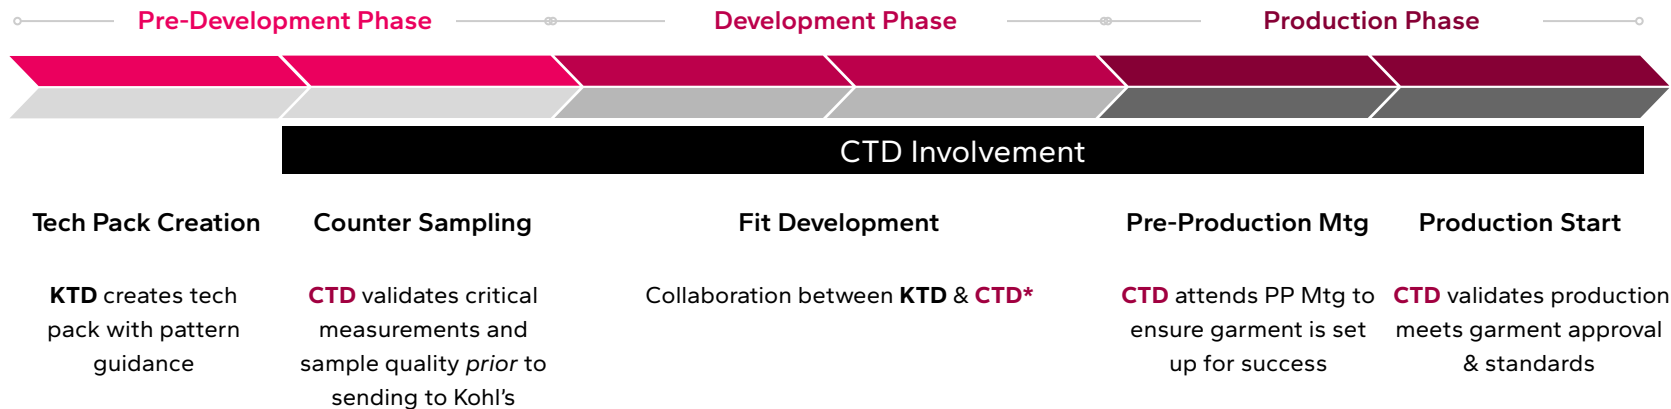 Pre-Development Phase
Development Phase
Production Phase
CTD Involvement
Tech Pack Creation
KTD creates tech
pack with pattern
guidance
Counter Sampling
CTD validates critical
measurements and
sample quality prior to
sending to Kohl's
Fit Development
Collaboration between KTD & CTD*
Pre-Production Mtg
CTD attends PP Mtg to
ensure garment is set
up for success
Production Start
CTD validates production
meets garment approval
& standards